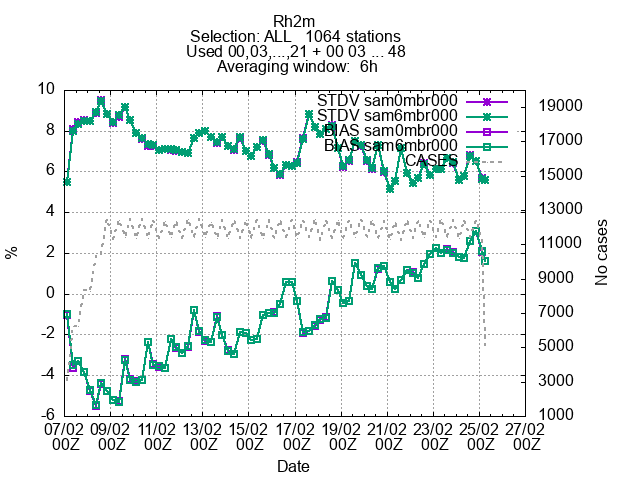 Rh2m
Selection: ALL   1064 stations
Used 00,03,...,21 + 00 03 ... 48
Averaging window:  6h
STDV sam0mbr000
STDV sam6mbr000
BIAS sam0mbr000
BIAS sam6mbr000
CASES
10
8
6
4
2
0
-2
-4
-6
%
19000
17000
15000
13000
11000
9000
7000
5000
3000
1000
No cases
07/02 09/02 11/02 13/02 15/02 17/02 19/02 21/02 23/02 25/02 27/02
00Z 00Z 00Z 00Z 00Z 00Z 00Z 00Z 00Z 00Z 00Z
Date